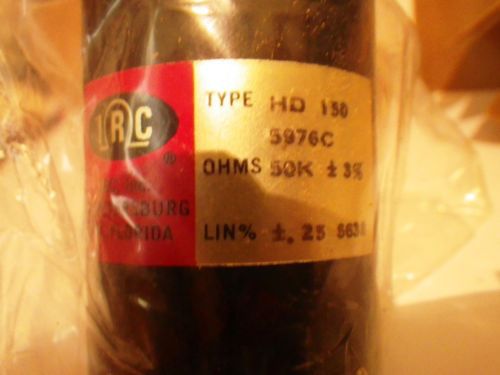 IRC
®
BURG
FLORIDA
TYPE HD 150
5976C
OHMS 50K ± 3%
LIN% ±.25